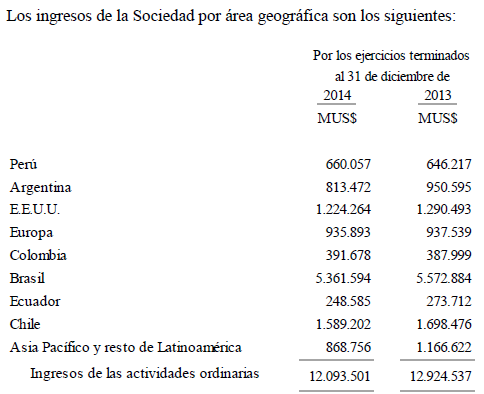 Los ingresos de la Sociedad por área geográfica son los siguientes:
Por los ejercicios terminados
al 31 de diciembre de
2014 2013
MUS$ MUS$
Perú 660.057 646.217
Argentina 813.472 950.595
E.E.U.U. 1.224.264 1.290.493
Europa 935.893 937.539
Colombia 391.678 387.999
Brasil 5.361.594 5.572.884
Ecuador 248.585 273.712
Chile 1.589.202 1.698.476
Asia Pacífico y resto de Latinoamérica 868.756 1.166.622
Ingresos de las actividades ordinarias 12.093.501 12.924.537